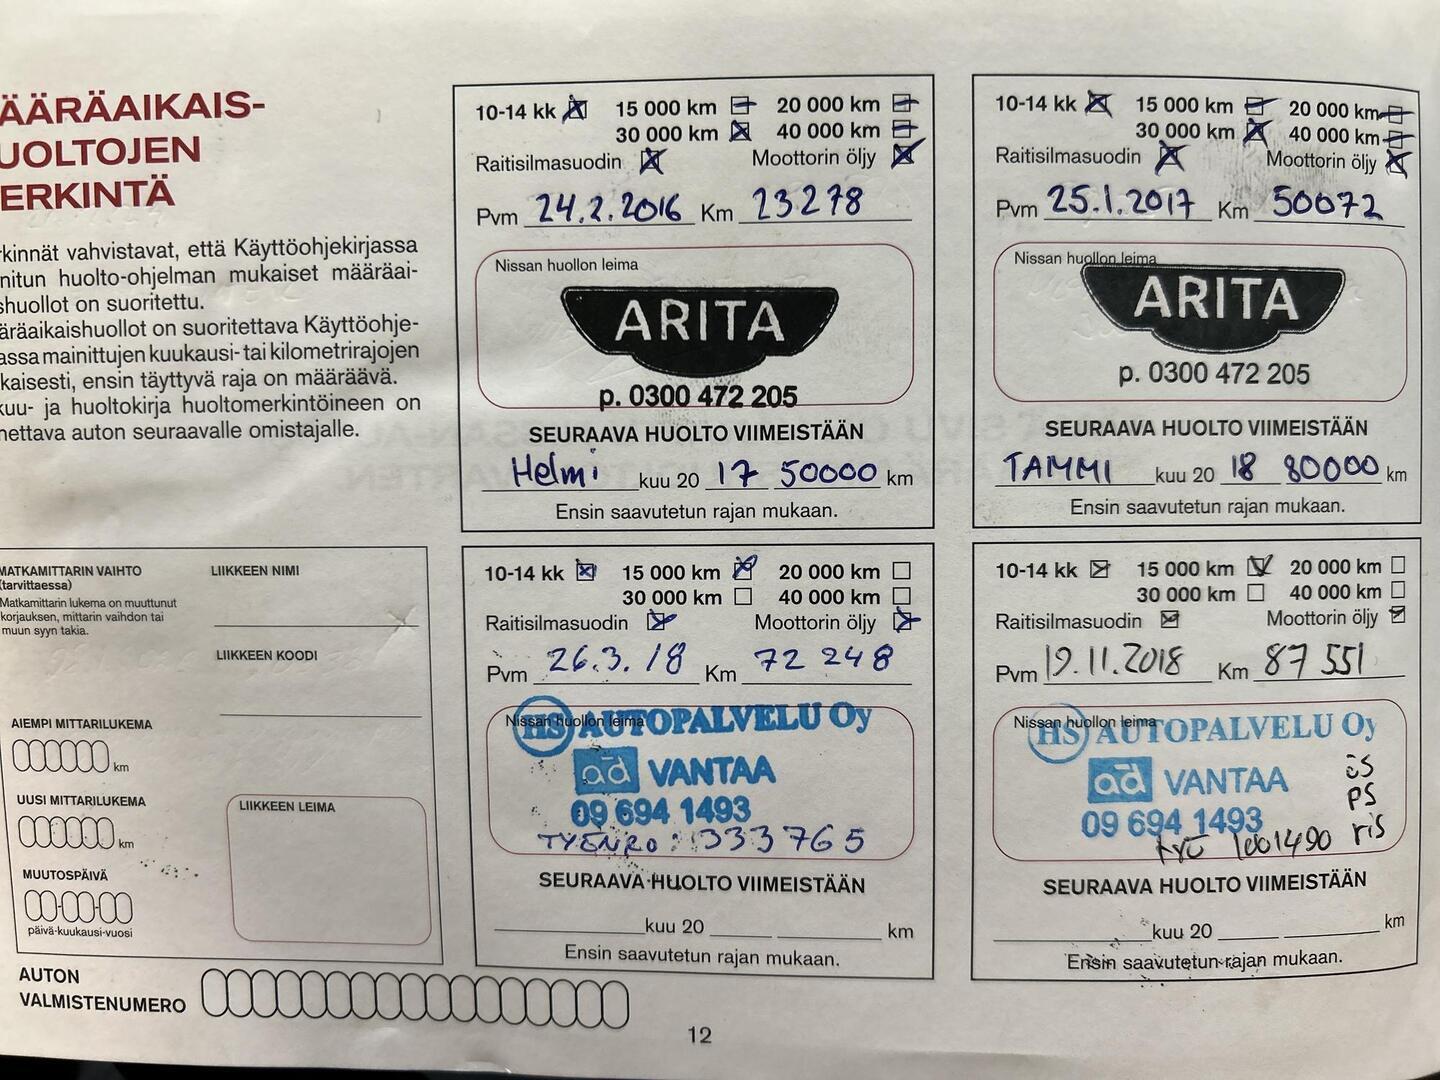 ÄÄRÄAIKAIS-
UOLTOJEN
ERKINTÄ
rkinnät vahvistavat, että Käyttöohjekirjassa
nitun huolto-ohjelman mukaiset määräai-
shuollot on suoritettu.
ääräaikaishuollot on suoritettava Käyttöohje-
assa mainittujen kuukausi- tai kilometrirajojen
kaisesti, ensin täyttyvä raja on määräävä.
kuu- ja huoltokirja huoltomerkintöineen on
nettava auton seuraavalle omistajalle.
10-14 kk 15 000 km 20 000 km
30 000 km 40 000 km
Raitisilmasuodin Moottorin öljy
Pvm 24.2.2016 Km 23278
Nissan huollon leima
ARITA
p. 0300 472 205
SEURAAVA HUOLTO VIIMEISTÄÄN
Helmi kuu 20 17 50000 km
Ensin saavutetun rajan mukaan.
10-14 kk 15 000 km 20 000 km
30 000 km 40 000 km
Raitisilmasuodin Moottorin öljy
Pvm 25.1.2017 Km 50072
Nissan huollon leima
ARITA
p. 0300 472 205
SEURAAVA HUOLTO VIIMEISTÄÄN
TAMMI kuu 20 18 80000 km
Ensin saavutetun rajan mukaan.
MATKAMITTARIN VAIHTO
(tarvittaessa)
Matkamittarin lukema on muuttunut
korjauksen, mittarin vaihdon tai
muun syyn takia.
LIIKKEEN NIMI
LIIKKEEN KOODI
AIEMPI MITTARILUKEMA
km
UUSI MITTARILUKEMA
km
MUUTOSPÄIVÄ
päivä-kuukausi-vuosi
LIIKKEEN LEIMA
10-14 kk 15 000 km 20 000 km
30 000 km 40 000 km
Raitisilmasuodin Moottorin öljy
Pvm 26.3.18 Km 72 248
Nissan huollon leima
HS AUTOPALVELU Oy
ad VANTAA
09 694 1493
TYÖNRO: 333765
SEURAAVA HUOLTO VIIMEISTÄÄN
kuu 20 km
Ensin saavutetun rajan mukaan.
10-14 kk 15 000 km 20 000 km
30 000 km 40 000 km
Raitisilmasuodin Moottorin öljy
Pvm 19.11.2018 Km 87 551
Nissan huollon leima
HS AUTOPALVELU Oy
ad VANTAA
09 694 1493
ÖS
PS
ris
1001490
SEURAAVA HUOLTO VIIMEISTÄÄN
kuu 20 km
Ensin saavutetun rajan mukaan.
AUTON
VALMISTENUMERO
12